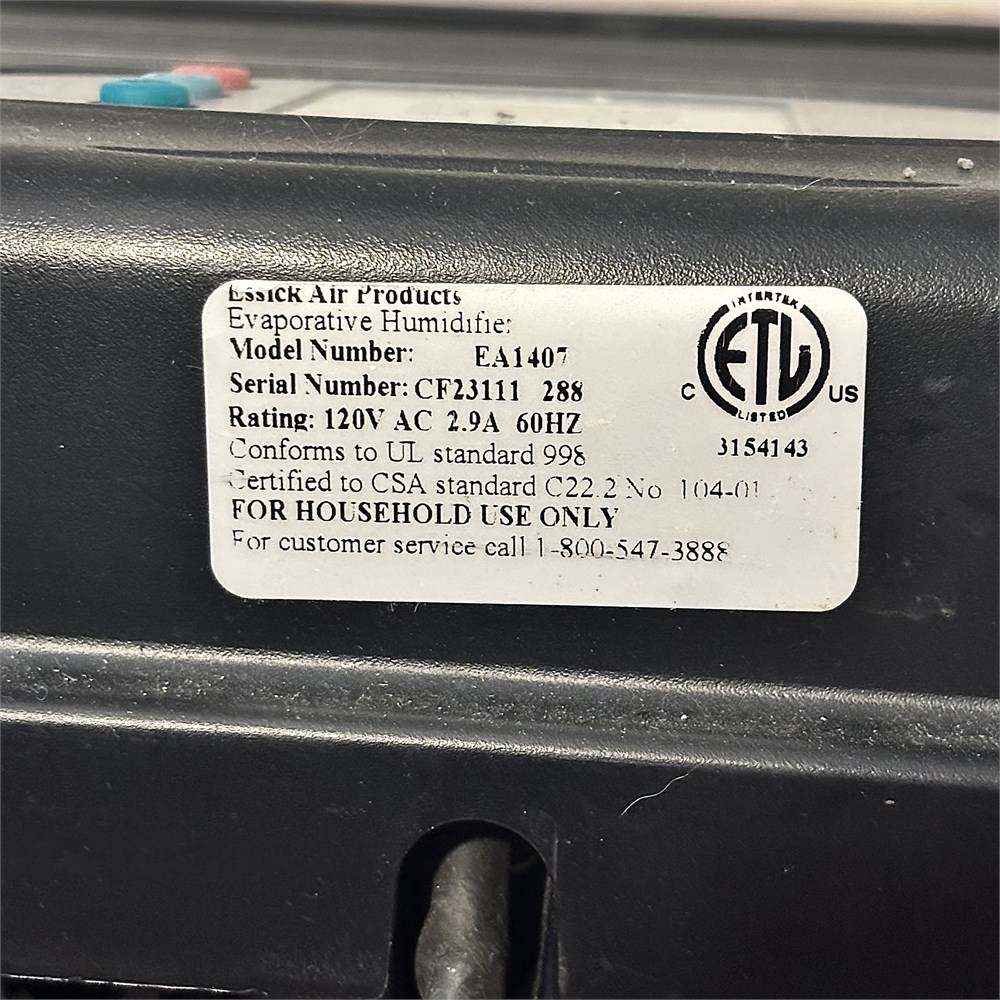 Essick Air Products
Evaporative Humidifier
Model Number: EA1407
Serial Number: CF23111 288
Rating: 120V AC 2.9A 60HZ
Conforms to UL standard 998
Certified to CSA standard C22.2 No 104-01
FOR HOUSEHOLD USE ONLY
For customer service call 1-800-547-3888
INTERTEK
ETL
LISTED
C US
3154143